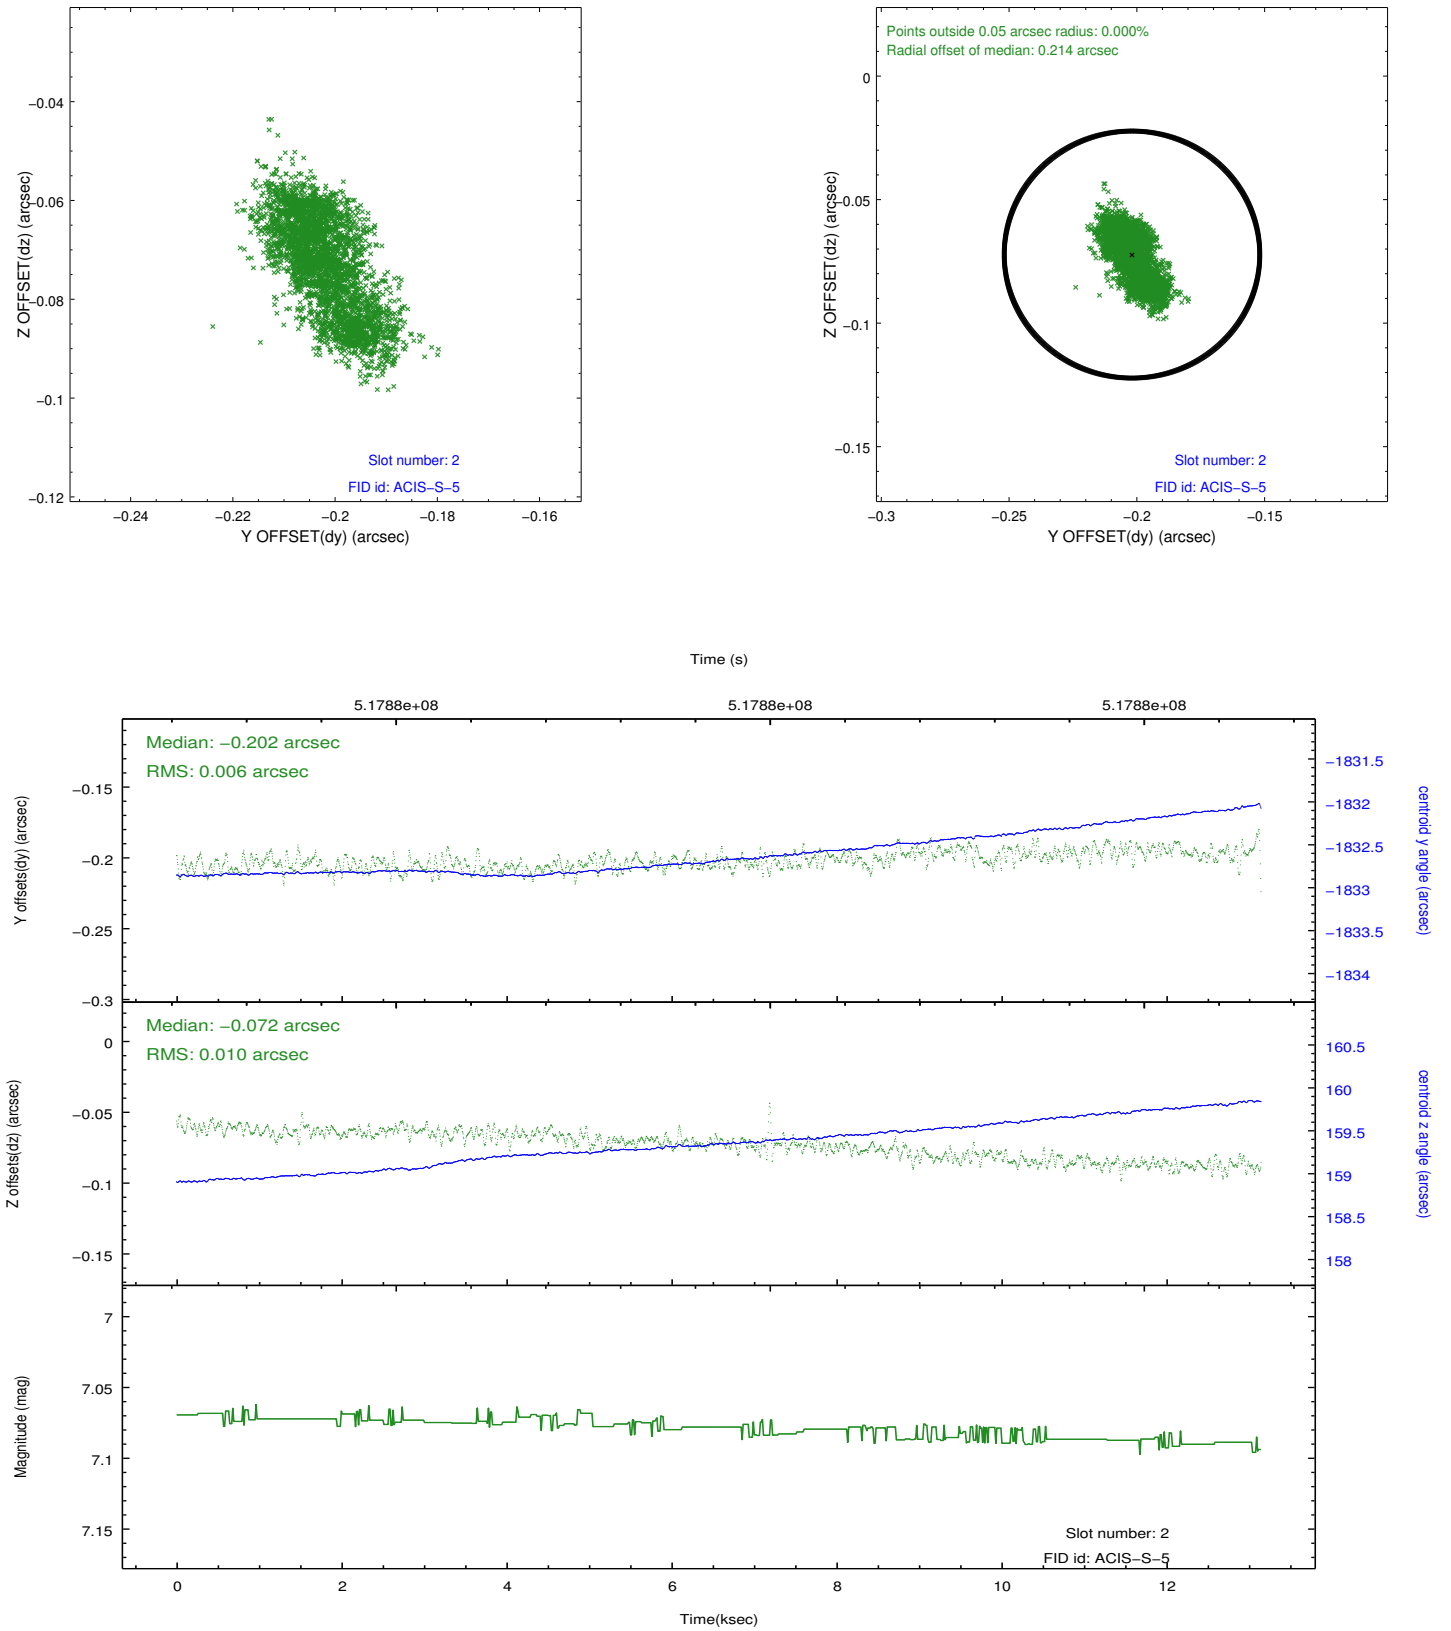 −0.04
−0.06
−0.08
−0.1
−0.12
Z OFFSET(dz) (arcsec)
Slot number: 2
FID id: ACIS−S−5
−0.24
−0.22
−0.2
−0.18
−0.16
Y OFFSET(dy) (arcsec)
Points outside 0.05 arcsec radius: 0.000%
Radial offset of median: 0.214 arcsec
0
−0.05
−0.1
−0.15
Z OFFSET(dz) (arcsec)
Slot number: 2
FID id: ACIS−S−5
−0.3
−0.25
−0.2
−0.15
Y OFFSET(dy) (arcsec)
Time (s)
5.1788e+08
5.1788e+08
5.1788e+08
Median: −0.202 arcsec
RMS: 0.006 arcsec
−0.15
−0.2
−0.25
−0.3
Y offsets(dy) (arcsec)
−1831.5
−1832
−1832.5
−1833
−1833.5
−1834
centroid y angle (arcsec)
Median: −0.072 arcsec
RMS: 0.010 arcsec
0
−0.05
−0.1
−0.15
Z offsets(dz) (arcsec)
160.5
160
159.5
159
158.5
158
centroid z angle (arcsec)
7
7.05
7.1
7.15
Magnitude (mag)
Slot number: 2
FID id: ACIS−S−5
0
2
4
6
8
10
12
Time(ksec)